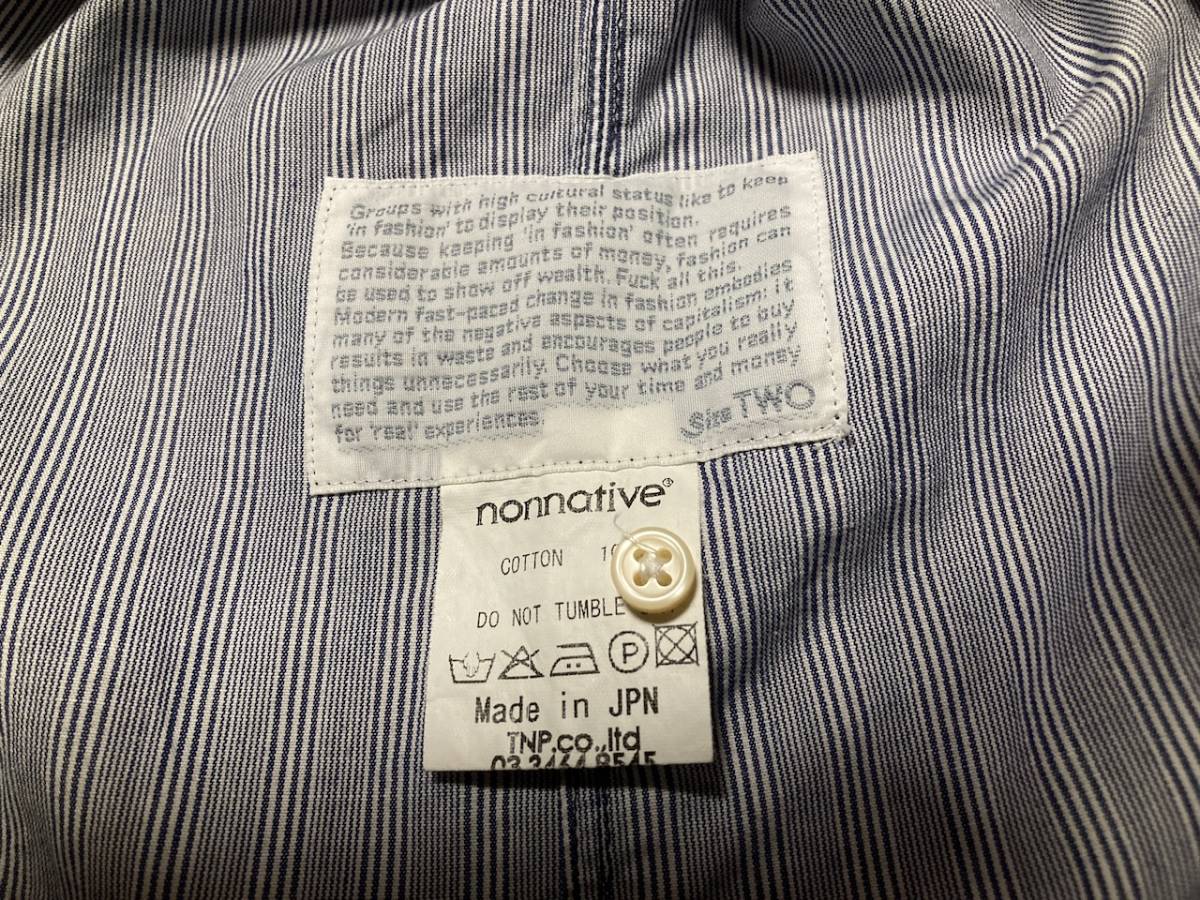 Groups with high cultural status like to keep
'in fashion' to display their position.
Because keeping 'in fashion' often requires
considerable amounts of money, fashion can
be used to show off wealth. Fuck all this.
Modern fast-paced change in fashion embodies
many of the negative aspects of capitalism: it
results in waste and encourages people to buy
things unnecessarily. Choose what you really
need and use the rest of your time and money
for 'real' experiences.
Size TWO
nonnative®
COTTON
DO NOT TUMBLE
P
Made in JPN
TNP.co.,ltd
03 3464 8545